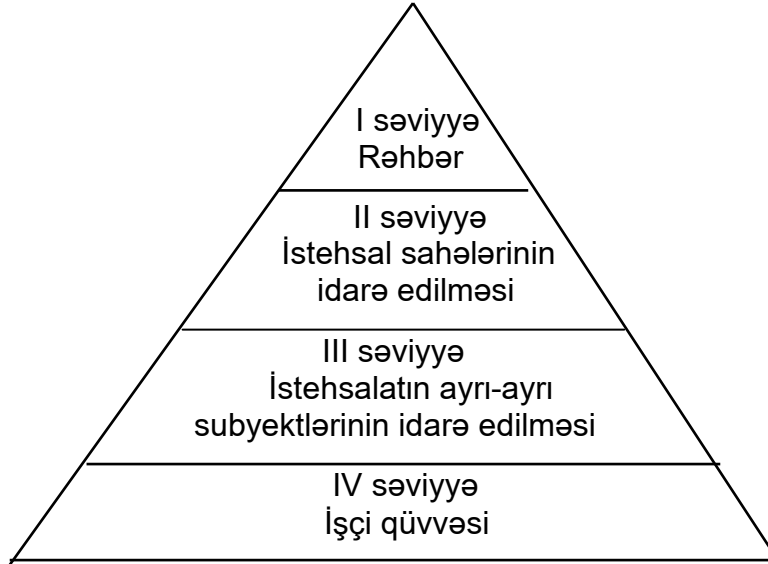 I səviyyə
Rəhbər
II səviyyə
İstehsal sahələrinin
idarə edilməsi
III səviyyə
İstehsalatın ayrı-ayrı
subyektlərinin idarə edilməsi
IV səviyyə
İşçi qüvvəsi